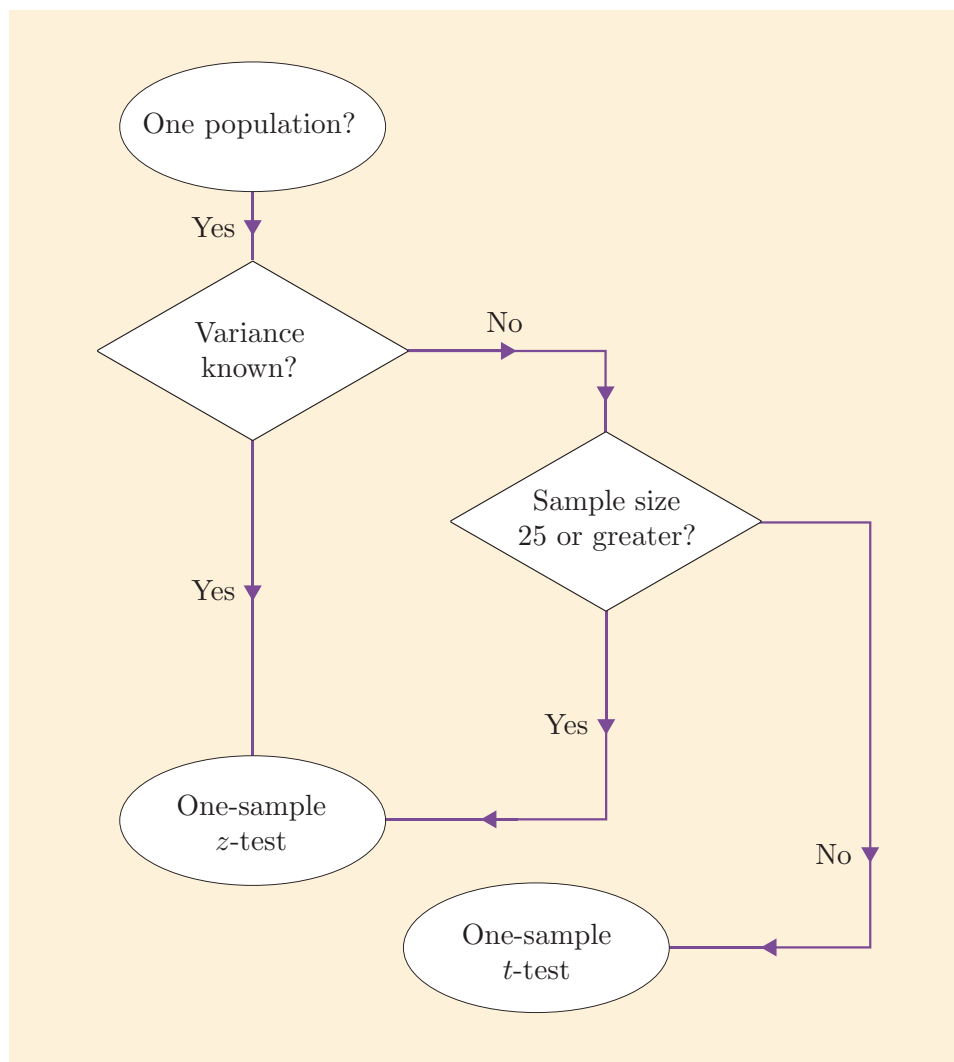 One population?
Yes
Variance
known?
No
Sample size
25 or greater?
Yes
Yes
One-sample
z-test
No
One-sample
t-test